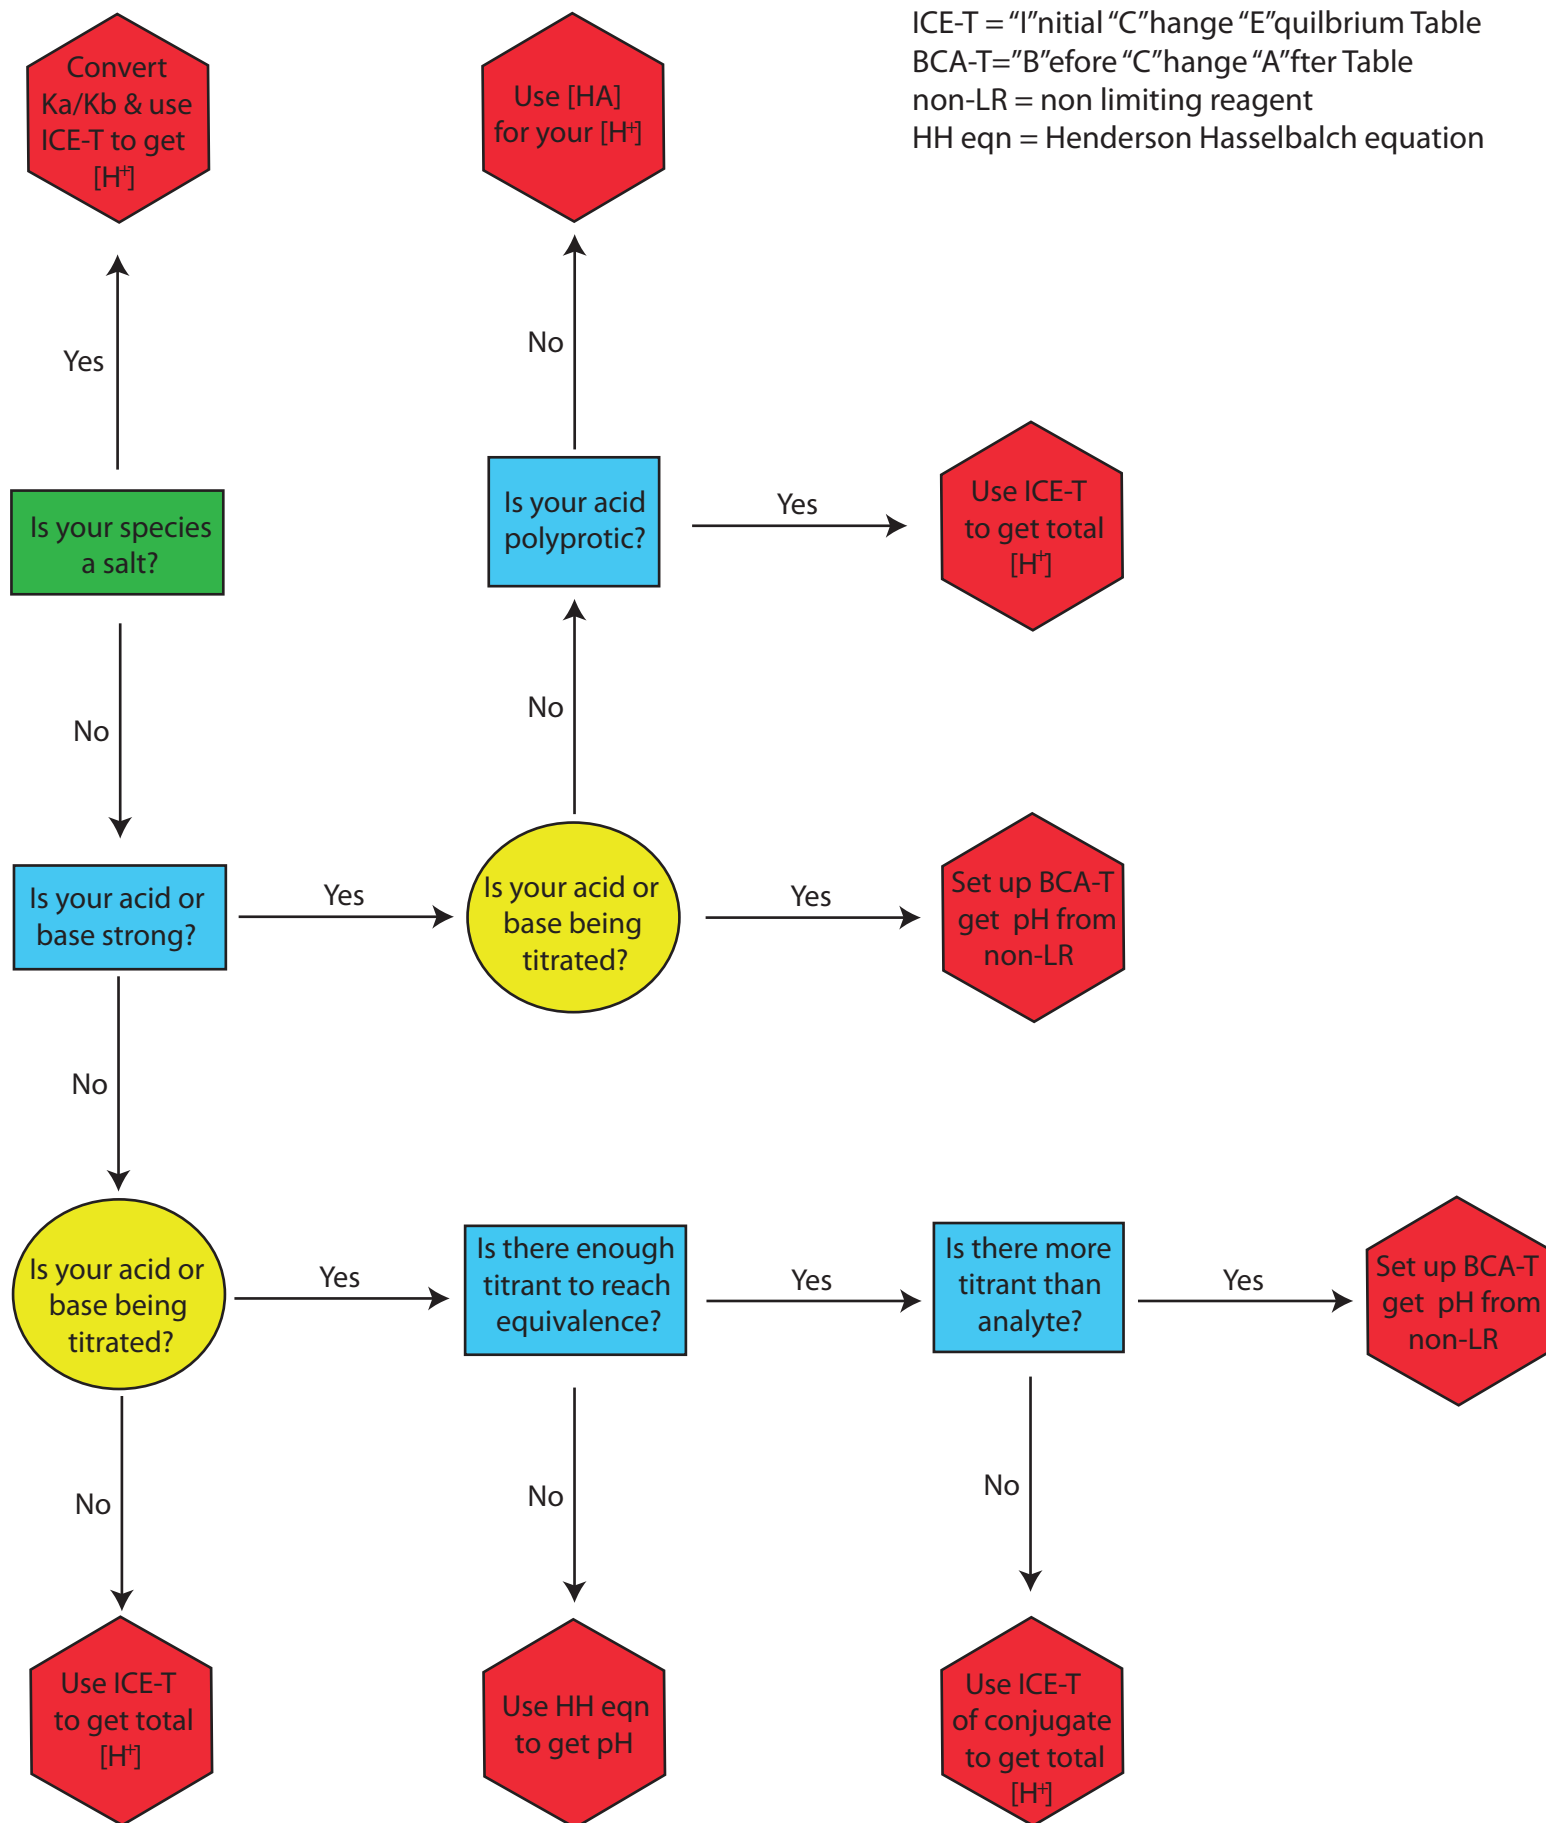 ICE-T = “I”nitial “C”hange “E”quilbrium Table
BCA-T=”B”efore “C”hange “A”fter Table
non-LR = non limiting reagent
HH eqn = Henderson Hasselbalch equation
Convert
Ka/Kb & use
ICE-T to get
[H⁺]
Use [HA]
for your [H⁺]
Yes
No
Is your species
a salt?
Is your acid
polyprotic?
Yes
Use ICE-T
to get total
[H⁺]
No
No
Is your acid or
base strong?
Yes
Is your acid or
base being
titrated?
Yes
Set up BCA-T
get pH from
non-LR
No
Is your acid or
base being
titrated?
Yes
Is there enough
titrant to reach
equivalence?
Yes
Is there more
titrant than
analyte?
Yes
Set up BCA-T
get pH from
non-LR
No
No
No
Use ICE-T
to get total
[H⁺]
Use HH eqn
to get pH
Use ICE-T
of conjugate
to get total
[H⁺]